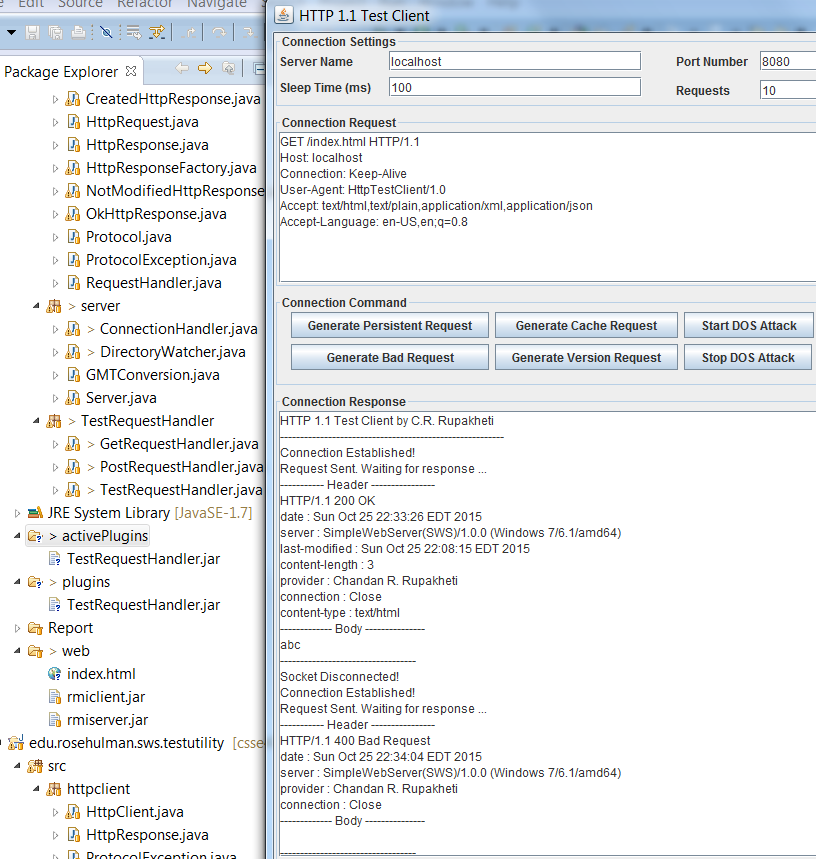 Edit Source Refactor Navigate
Package Explorer
CreatedHttpResponse.java
HttpRequest.java
HttpResponse.java
HttpResponseFactory.java
NotModifiedHttpResponse
OkHttpResponse.java
Protocol.java
ProtocolException.java
RequestHandler.java
> server
> ConnectionHandler.java
> DirectoryWatcher.java
GMTConversion.java
Server.java
> TestRequestHandler
> GetRequestHandler.java
> PostRequestHandler.java
> TestRequestHandler.java
JRE System Library [JavaSE-1.7]
> activePlugins
TestRequestHandler.jar
> plugins
TestRequestHandler.jar
Report
> web
index.html
rmiclient.jar
rmiserver.jar
edu.rosehulman.sws.testutility [csse
src
httpclient
HttpClient.java
HttpResponse.java
ProtocolException.java
HTTP 1.1 Test Client
Connection Settings
Server Name localhost Port Number 8080
Sleep Time (ms) 100 Requests 10
Connection Request
GET /index.html HTTP/1.1
Host: localhost
Connection: Keep-Alive
User-Agent: HttpTestClient/1.0
Accept: text/html,text/plain,application/xml,application/json
Accept-Language: en-US,en;q=0.8
Connection Command
Generate Persistent Request Generate Cache Request Start DOS Attack
Generate Bad Request Generate Version Request Stop DOS Attack
Connection Response
HTTP 1.1 Test Client by C.R. Rupakheti
--------------------------------------------------------
Connection Established!
Request Sent. Waiting for response ...
----------- Header ----------------
HTTP/1.1 200 OK
date : Sun Oct 25 22:33:26 EDT 2015
server : SimpleWebServer(SWS)/1.0.0 (Windows 7/6.1/amd64)
last-modified : Sun Oct 25 22:08:15 EDT 2015
content-length : 3
provider : Chandan R. Rupakheti
connection : Close
content-type : text/html
------------- Body ---------------
abc
----------------------------------
Socket Disconnected!
Connection Established!
Request Sent. Waiting for response ...
----------- Header ----------------
HTTP/1.1 400 Bad Request
date : Sun Oct 25 22:34:04 EDT 2015
server : SimpleWebServer(SWS)/1.0.0 (Windows 7/6.1/amd64)
provider : Chandan R. Rupakheti
connection : Close
------------- Body ---------------
----------------------------------